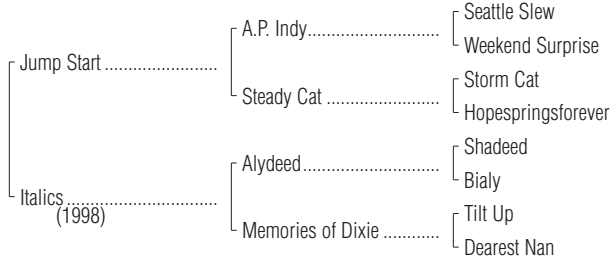 Seattle Slew
A.P. Indy
Weekend Surprise
Jump Start
Storm Cat
Steady Cat
Hopespringsforever
Shadeed
Alydeed
Bialy
Italics
(1998)
Tilt Up
Memories of Dixie
Dearest Nan